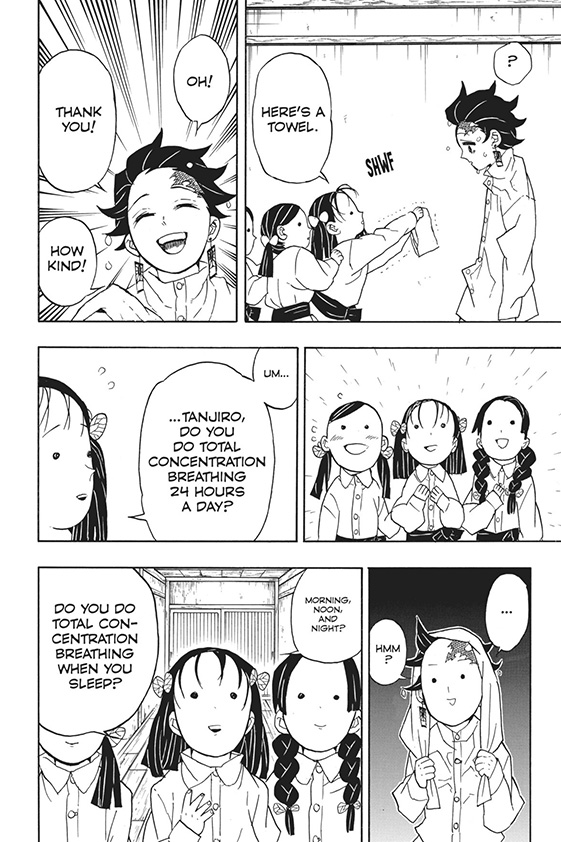 ?
HERE'S A
TOWEL.
SHWF
OH!
THANK
YOU!
HOW
KIND!
UM...
...TANJIRO,
DO YOU
DO TOTAL
CONCENTRATION
BREATHING
24 HOURS
A DAY?
MORNING,
NOON,
AND
NIGHT?
DO YOU DO
TOTAL CON-
CENTRATION
BREATHING
WHEN YOU
SLEEP?
...
HMM
?